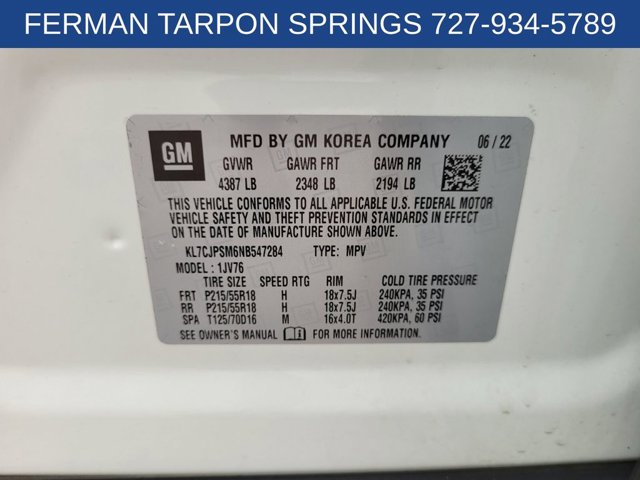 FERMAN TARPON SPRINGS 727-934-5789
GM MFD BY GM KOREA COMPANY 06 / 22
GVWR GAWR FRT GAWR RR
4387 LB 2348 LB 2194 LB
THIS VEHICLE CONFORMS TO ALL APPLICABLE U.S. FEDERAL MOTOR
VEHICLE SAFETY AND THEFT PREVENTION STANDARDS IN EFFECT
ON THE DATE OF MANUFACTURE SHOWN ABOVE.
KL7CJPSM6NB547284 TYPE: MPV
MODEL : 1JV76
TIRE SIZE SPEED RTG RIM COLD TIRE PRESSURE
FRT P215/55R18 H 18x7.5J 240KPA, 35 PSI
RR P215/55R18 H 18x7.5J 240KPA, 35 PSI
SPA T125/70D16 M 16x4.0T 420KPA, 60 PSI
SEE OWNER'S MANUAL FOR MORE INFORMATION.